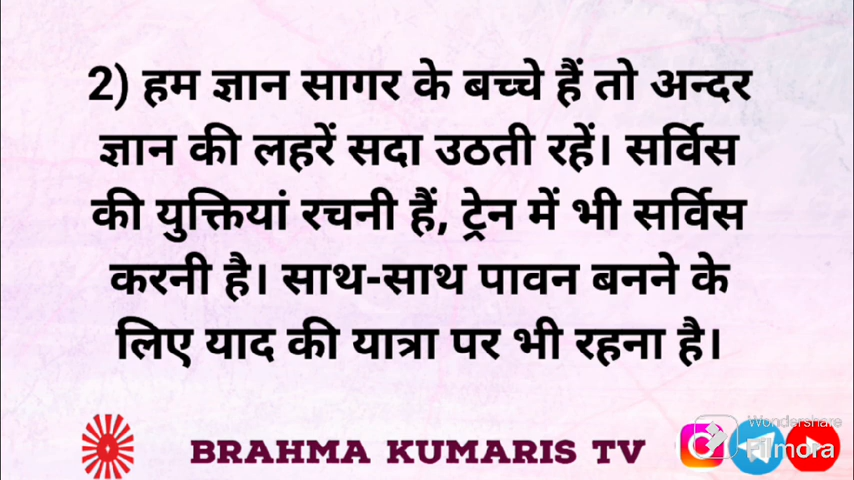 2) हम ज्ञान सागर के बच्चे हैं तो अन्दर
ज्ञान की लहरें सदा उठती रहें। सर्विस
की युक्तियां रचनी हैं, ट्रेन में भी सर्विस
करनी है। साथ-साथ पावन बनने के
लिए याद की यात्रा पर भी रहना है।
BRAHMA KUMARIS TV
Wondershare
Filmora